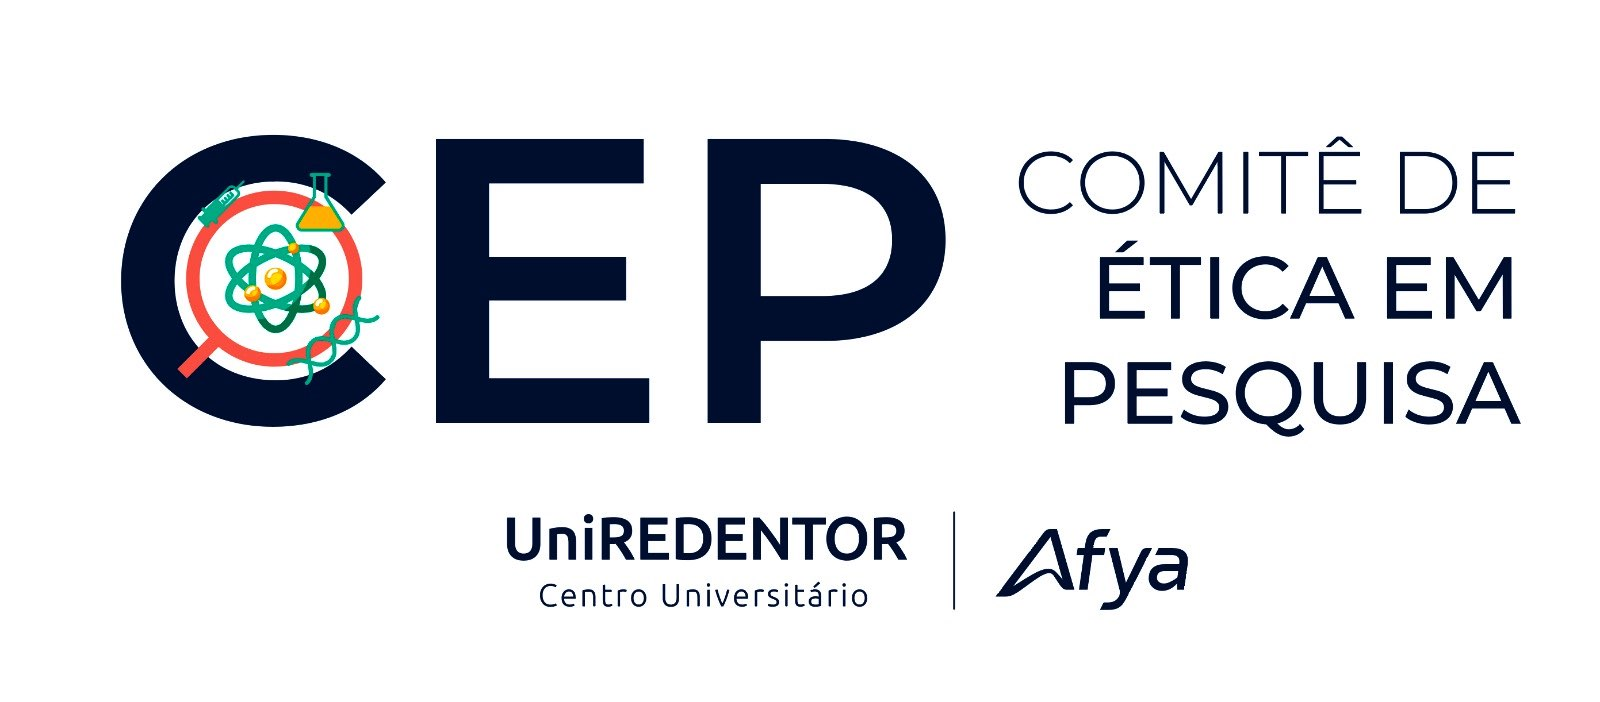 CEP
COMITÊ DE
ÉTICA EM
PESQUISA
UniREDENTOR
Centro Universitário
Afya